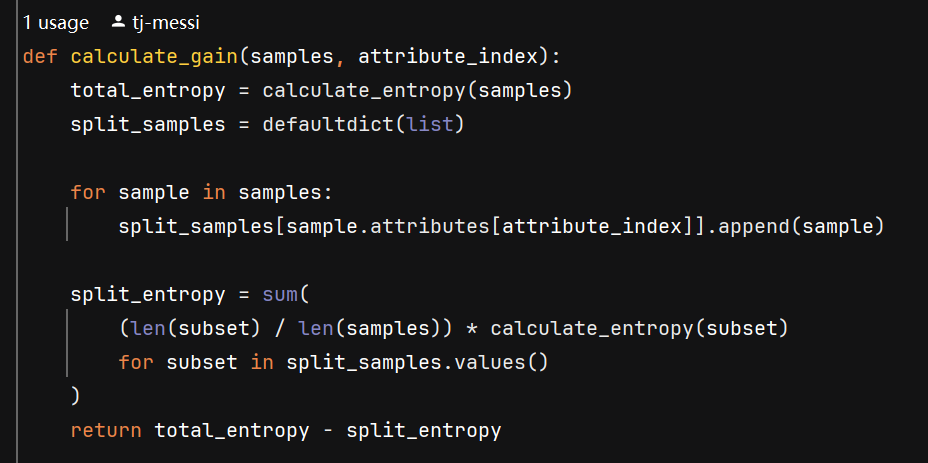 1 usage tj-messi
def calculate_gain(samples, attribute_index):
    total_entropy = calculate_entropy(samples)
    split_samples = defaultdict(list)

    for sample in samples:
        split_samples[sample.attributes[attribute_index]].append(sample)

    split_entropy = sum(
        (len(subset) / len(samples)) * calculate_entropy(subset)
        for subset in split_samples.values()
    )
    return total_entropy - split_entropy